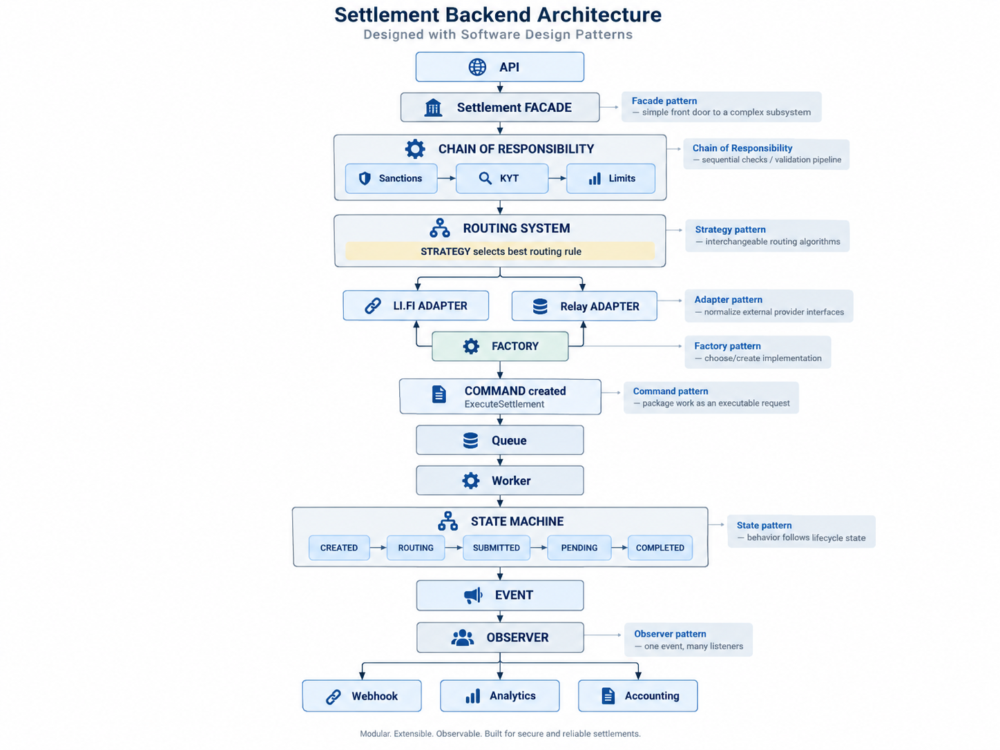 Settlement Backend Architecture
Designed with Software Design Patterns
API
Settlement FACADE
Facade pattern
— simple front door to a complex subsystem
CHAIN OF RESPONSIBILITY
Sanctions
KYT
Limits
Chain of Responsibility
— sequential checks / validation pipeline
ROUTING SYSTEM
STRATEGY selects best routing rule
Strategy pattern
— interchangeable routing algorithms
LI.FI ADAPTER
Relay ADAPTER
Adapter pattern
— normalize external provider interfaces
FACTORY
Factory pattern
— choose/create implementation
COMMAND created
ExecuteSettlement
Command pattern
— package work as an executable request
Queue
Worker
STATE MACHINE
CREATED
ROUTING
SUBMITTED
PENDING
COMPLETED
State pattern
— behavior follows lifecycle state
EVENT
OBSERVER
Observer pattern
— one event, many listeners
Webhook
Analytics
Accounting
Modular. Extensible. Observable. Built for secure and reliable settlements.